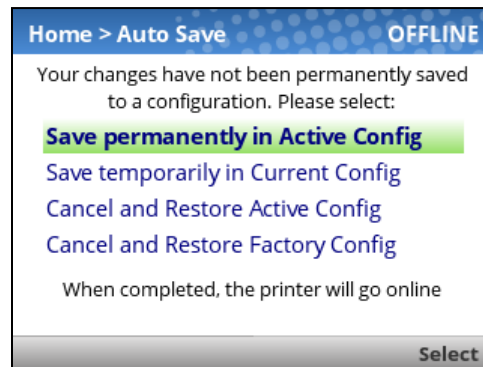 Home > Auto Save OFFLINE
Your changes have not been permanently saved
to a configuration. Please select:
Save permanently in Active Config
Save temporarily in Current Config
Cancel and Restore Active Config
Cancel and Restore Factory Config
When completed, the printer will go online
Select